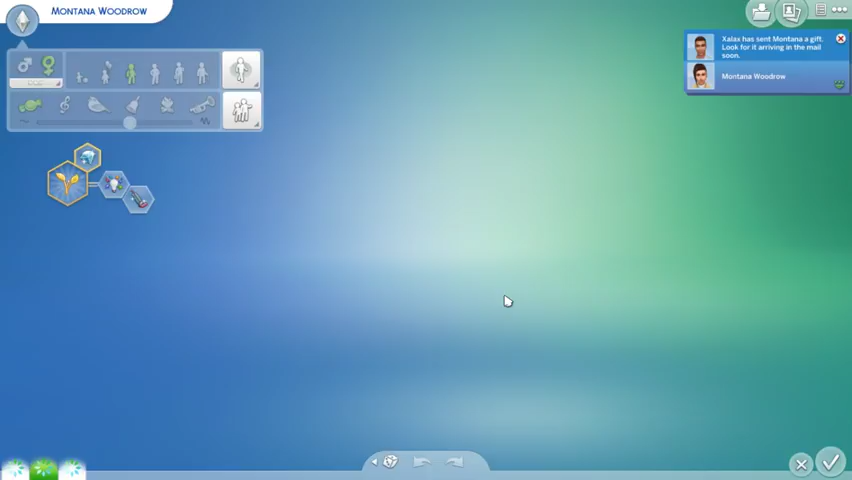 Montana Woodrow
Xalax has sent Montana a gift.
Look for it arriving in the mail
soon.
Montana Woodrow